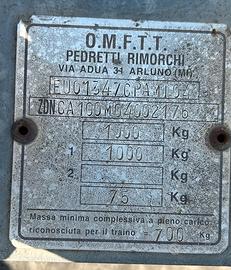 O.M.F.T.T.
PEDRETTI RIMORCHI
VIA ADUA 31 ARLUNO (MI)
ZDNCA100M04002176
1000 Kg
1. 1000 Kg
2. Kg
75 Kg
Massa minima complessiva a pieno carico
riconosciuta per il traino - 700 Kg